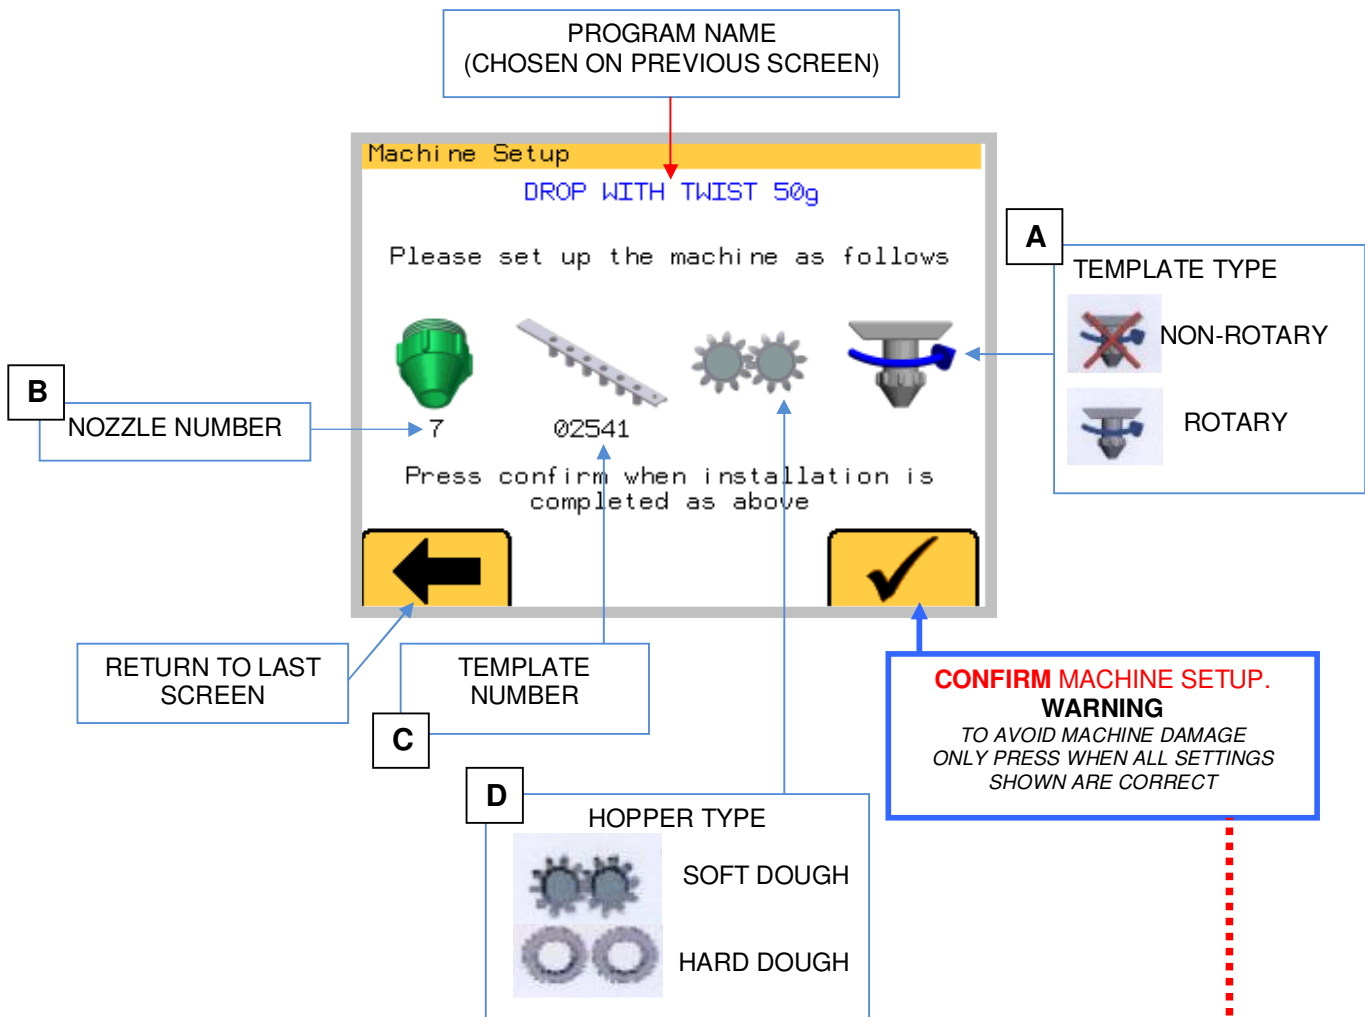 PROGRAM NAME
(CHOSEN ON PREVIOUS SCREEN)
Machine Setup
DROP WITH TWIST 50g
Please set up the machine as follows
A
TEMPLATE TYPE
NON-ROTARY
ROTARY
B
NOZZLE NUMBER
7
02541
Press confirm when installation is
completed as above
RETURN TO LAST
SCREEN
TEMPLATE
NUMBER
C
CONFIRM MACHINE SETUP.
WARNING
TO AVOID MACHINE DAMAGE
ONLY PRESS WHEN ALL SETTINGS
SHOWN ARE CORRECT
D
HOPPER TYPE
SOFT DOUGH
HARD DOUGH